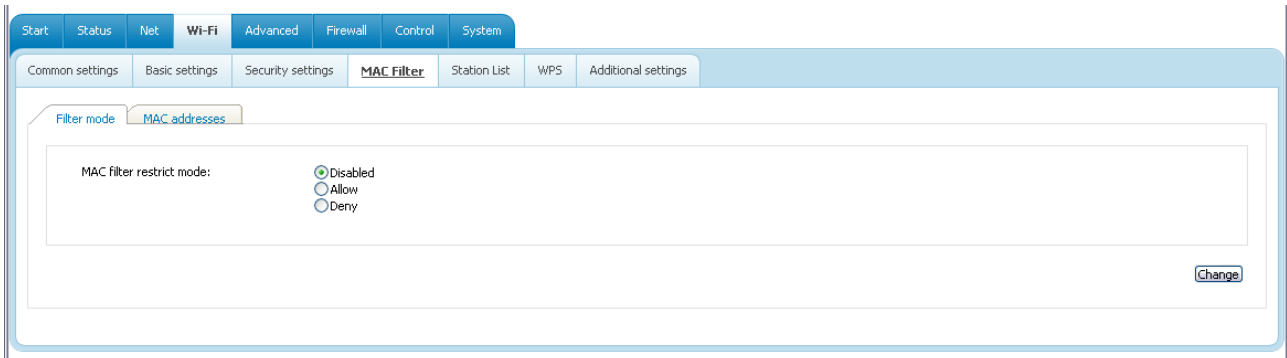 Start Status Net Wi-Fi Advanced Firewall Control System
Common settings Basic settings Security settings MAC Filter Station List WPS Additional settings
Filter mode MAC addresses
MAC filter restrict mode: Disabled
Allow
Deny
Change